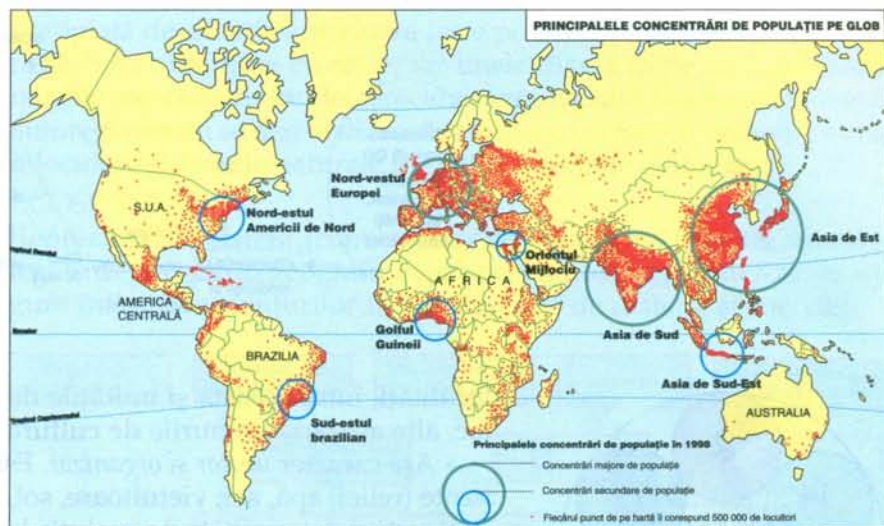 PRINCIPALELE CONCENTRĂRI DE POPULAȚIE PE GLOB
S.U.A.
Nord-estul
Americii de Nord
Nord-vestul
Europei
Asia de Est
Orientul
Mijlociu
AFRICA
AMERICA
CENTRALĂ
Golful
Guineii
Asia de Sud
Ecuator
BRAZILIA
Asia de Sud-Est
Sud-estul
brazilian
AUSTRALIA
Principalele concentrări de populație în 1998
Concentrări majore de populație
Concentrări secundare de populație
Fiecărui punct de pe hartă îi corespund 500 000 de locuitori